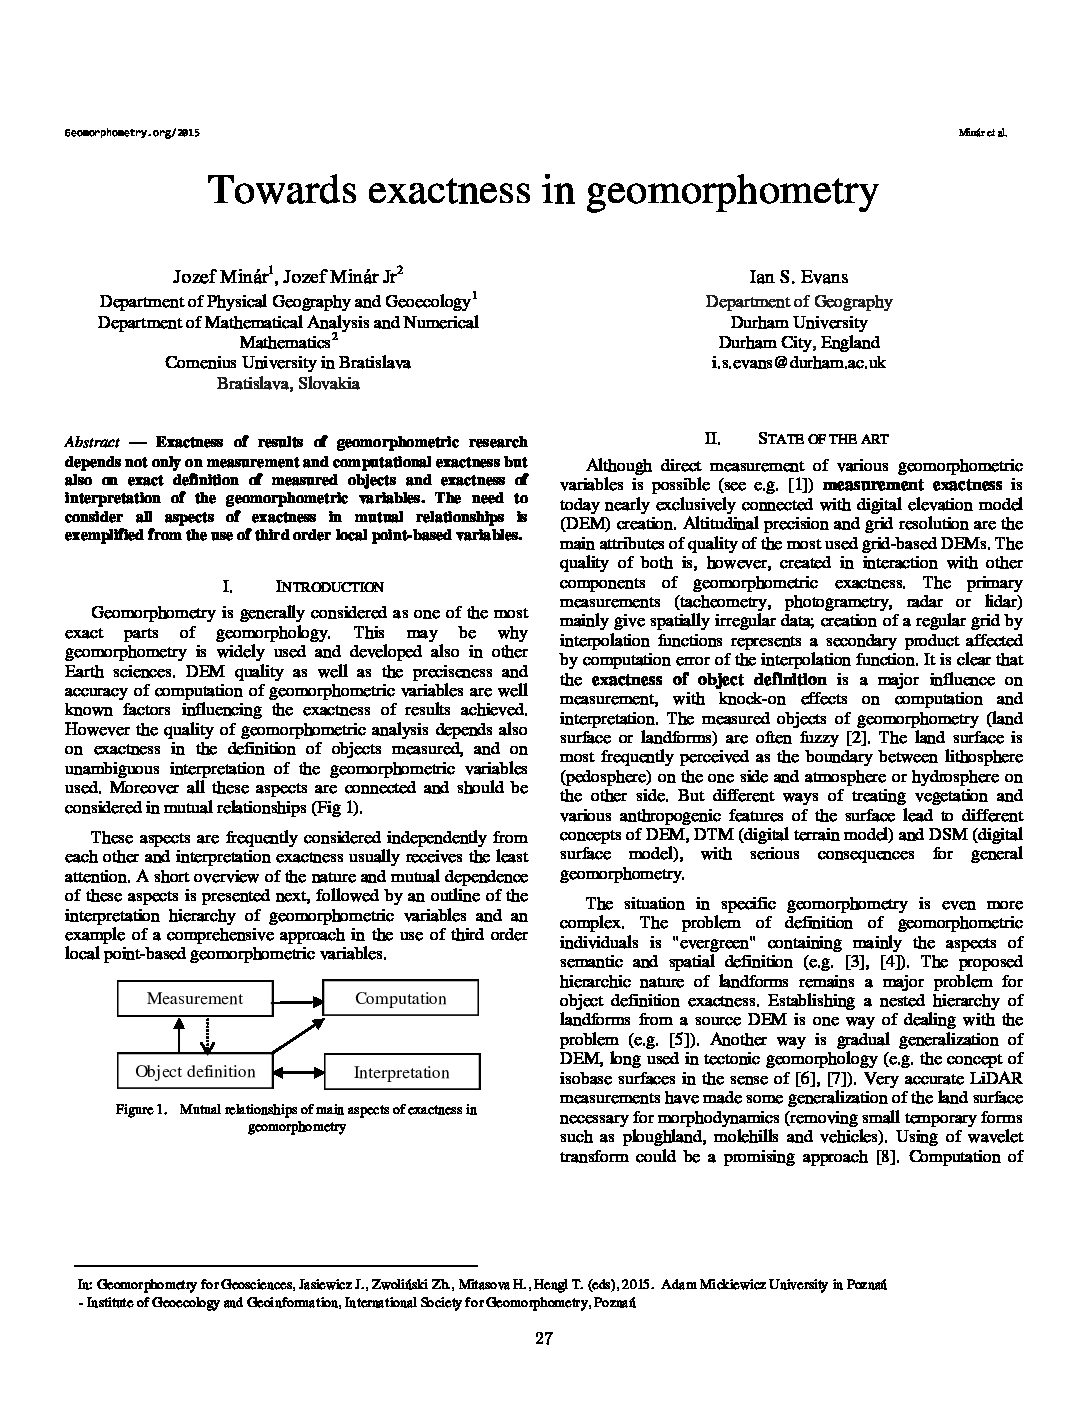 Geomorphometry.org/2015
Minár et al.
Towards exactness in geomorphometry
Jozef Minár1, Jozef Minár Jr2
Department of Physical Geography and Geoecology1
Department of Mathematical Analysis and Numerical
Mathematics2
Comenius University in Bratislava
Bratislava, Slovakia
Ian S. Evans
Department of Geography
Durham University
Durham City, England
i.s.evans@durham.ac.uk
Abstract — Exactness of results of geomorphometric research
depends not only on measurement and computational exactness but
also on exact definition of measured objects and exactness of
interpretation of the geomorphometric variables. The need to
consider all aspects of exactness in mutual relationships is
exemplified from the use of third order local point-based variables.
I. INTRODUCTION
Geomorphometry is generally considered as one of the most
exact parts of geomorphology. This may be why
geomorphometry is widely used and developed also in other
Earth sciences. DEM quality as well as the preciseness and
accuracy of computation of geomorphometric variables are well
known factors influencing the exactness of results achieved.
However the quality of geomorphometric analysis depends also
on exactness in the definition of objects measured, and on
unambiguous interpretation of the geomorphometric variables
used. Moreover all these aspects are connected and should be
considered in mutual relationships (Fig 1).
These aspects are frequently considered independently from
each other and interpretation exactness usually receives the least
attention. A short overview of the nature and mutual dependence
of these aspects is presented next, followed by an outline of the
interpretation hierarchy of geomorphometric variables and an
example of a comprehensive approach in the use of third order
local point-based geomorphometric variables.
Measurement
Computation
Object definition
Interpretation
Figure 1. Mutual relationships of main aspects of exactness in
geomorphometry
II. STATE OF THE ART
Although direct measurement of various geomorphometric
variables is possible (see e.g. [1]) measurement exactness is
today nearly exclusively connected with digital elevation model
(DEM) creation. Altitudinal precision and grid resolution are the
main attributes of quality of the most used grid-based DEMs. The
quality of both is, however, created in interaction with other
components of geomorphometric exactness. The primary
measurements (tacheometry, photogrametry, radar or lidar)
mainly give spatially irregular data; creation of a regular grid by
interpolation functions represents a secondary product affected
by computation error of the interpolation function. It is clear that
the exactness of object definition is a major influence on
measurement, with knock-on effects on computation and
interpretation. The measured objects of geomorphometry (land
surface or landforms) are often fuzzy [2]. The land surface is
most frequently perceived as the boundary between lithosphere
(pedosphere) on the one side and atmosphere or hydrosphere on
the other side. But different ways of treating vegetation and
various anthropogenic features of the surface lead to different
concepts of DEM, DTM (digital terrain model) and DSM (digital
surface model), with serious consequences for general
geomorphometry.
The situation in specific geomorphometry is even more
complex. The problem of definition of geomorphometric
individuals is "evergreen" containing mainly the aspects of
semantic and spatial definition (e.g. [3], [4]). The proposed
hierarchic nature of landforms remains a major problem for
object definition exactness. Establishing a nested hierarchy of
landforms from a source DEM is one way of dealing with the
problem (e.g. [5]). Another way is gradual generalization of
DEM, long used in tectonic geomorphology (e.g. the concept of
isobase surfaces in the sense of [6], [7]). Very accurate LiDAR
measurements have made some generalization of the land surface
necessary for morphodynamics (removing small temporary forms
such as ploughland, molehills and vehicles). Using of wavelet
transform could be a promising approach [8]. Computation of
In: Geomorphometry for Geosciences, Jasiewicz J., Zwoliński Zb., Mitasova H., Hengl T. (eds), 2015. Adam Mickiewicz University in Poznań
- Institute of Geoecology and Geoinformation, International Society for Geomorphometry, Poznań
27